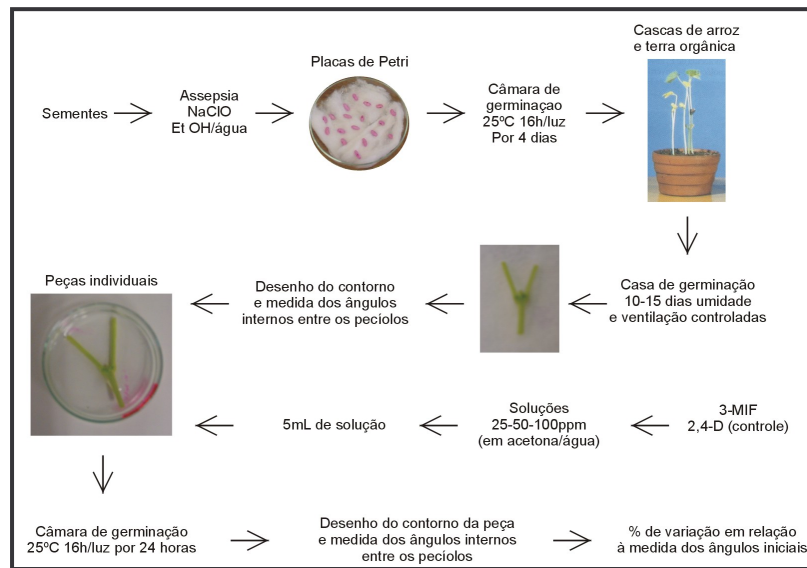 Sementes
Assepsia
NaClO
Et OH/água
Placas de Petri
Câmara de
germinaçao
25ºC 16h/luz
Por 4 dias
Cascas de arroz
e terra orgânica
Casa de germinação
10-15 dias umidade
e ventilação controladas
Desenho do contorno
e medida dos ângulos
internos entre os pecíolos
Peças individuais
3-MIF
2,4-D (controle)
Soluções
25-50-100ppm
(em acetona/água)
5mL de solução
Câmara de germinação
25ºC 16h/luz por 24 horas
Desenho do contorno da peça
e medida dos ângulos internos
entre os pecíolos
% de variação em relação
à medida dos ângulos iniciais